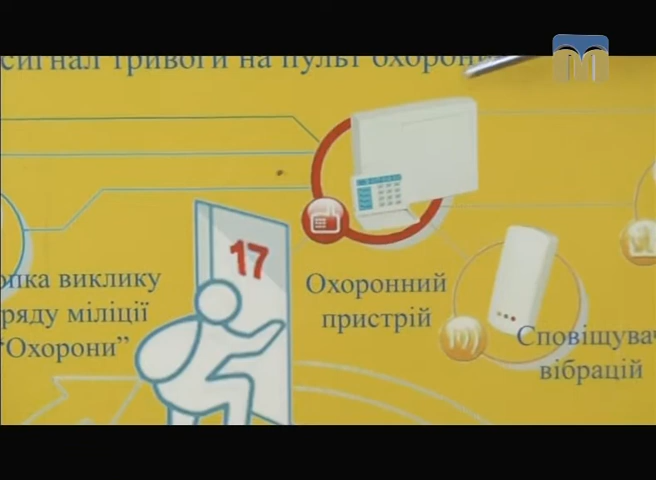 сигнал тривоги на пульт охорони
17
опка виклику
ряду міліції
“Охорони”
Охоронний
пристрій
Сповіщувач
вібрацій